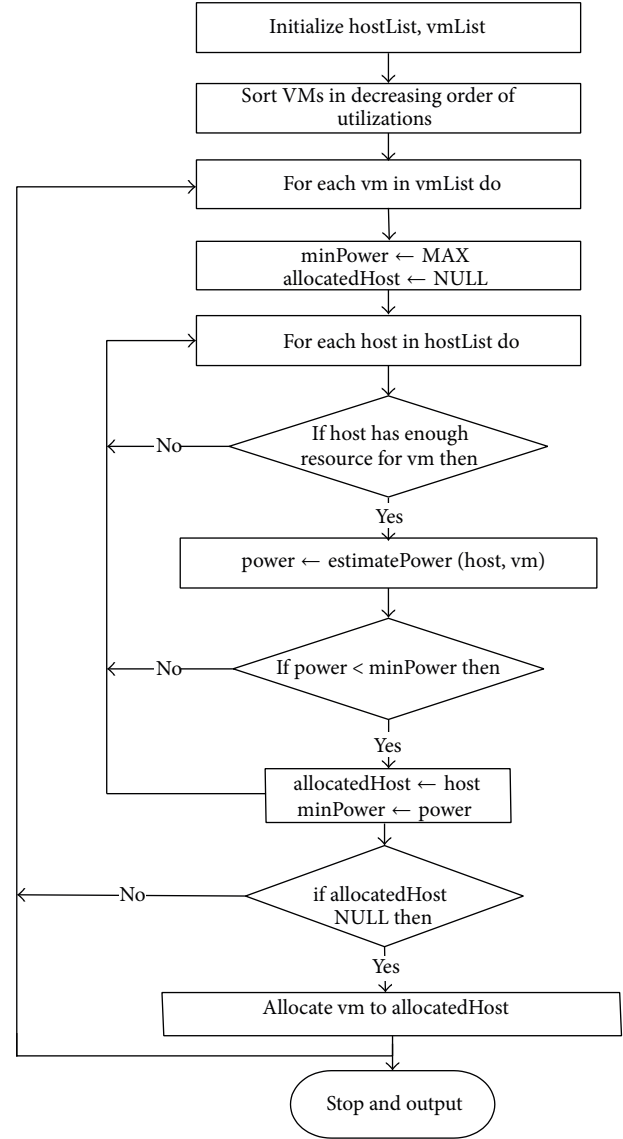 Initialize hostList, vmList
Sort VMs in decreasing order of
utilizations
For each vm in vmList do
minPower ← MAX
allocatedHost ← NULL
For each host in hostList do
If host has enough
resource for vm then
No
Yes
power ← estimatePower (host, vm)
If power < minPower then
No
Yes
allocatedHost ← host
minPower ← power
if allocatedHost
NULL then
No
Yes
Allocate vm to allocatedHost
Stop and output